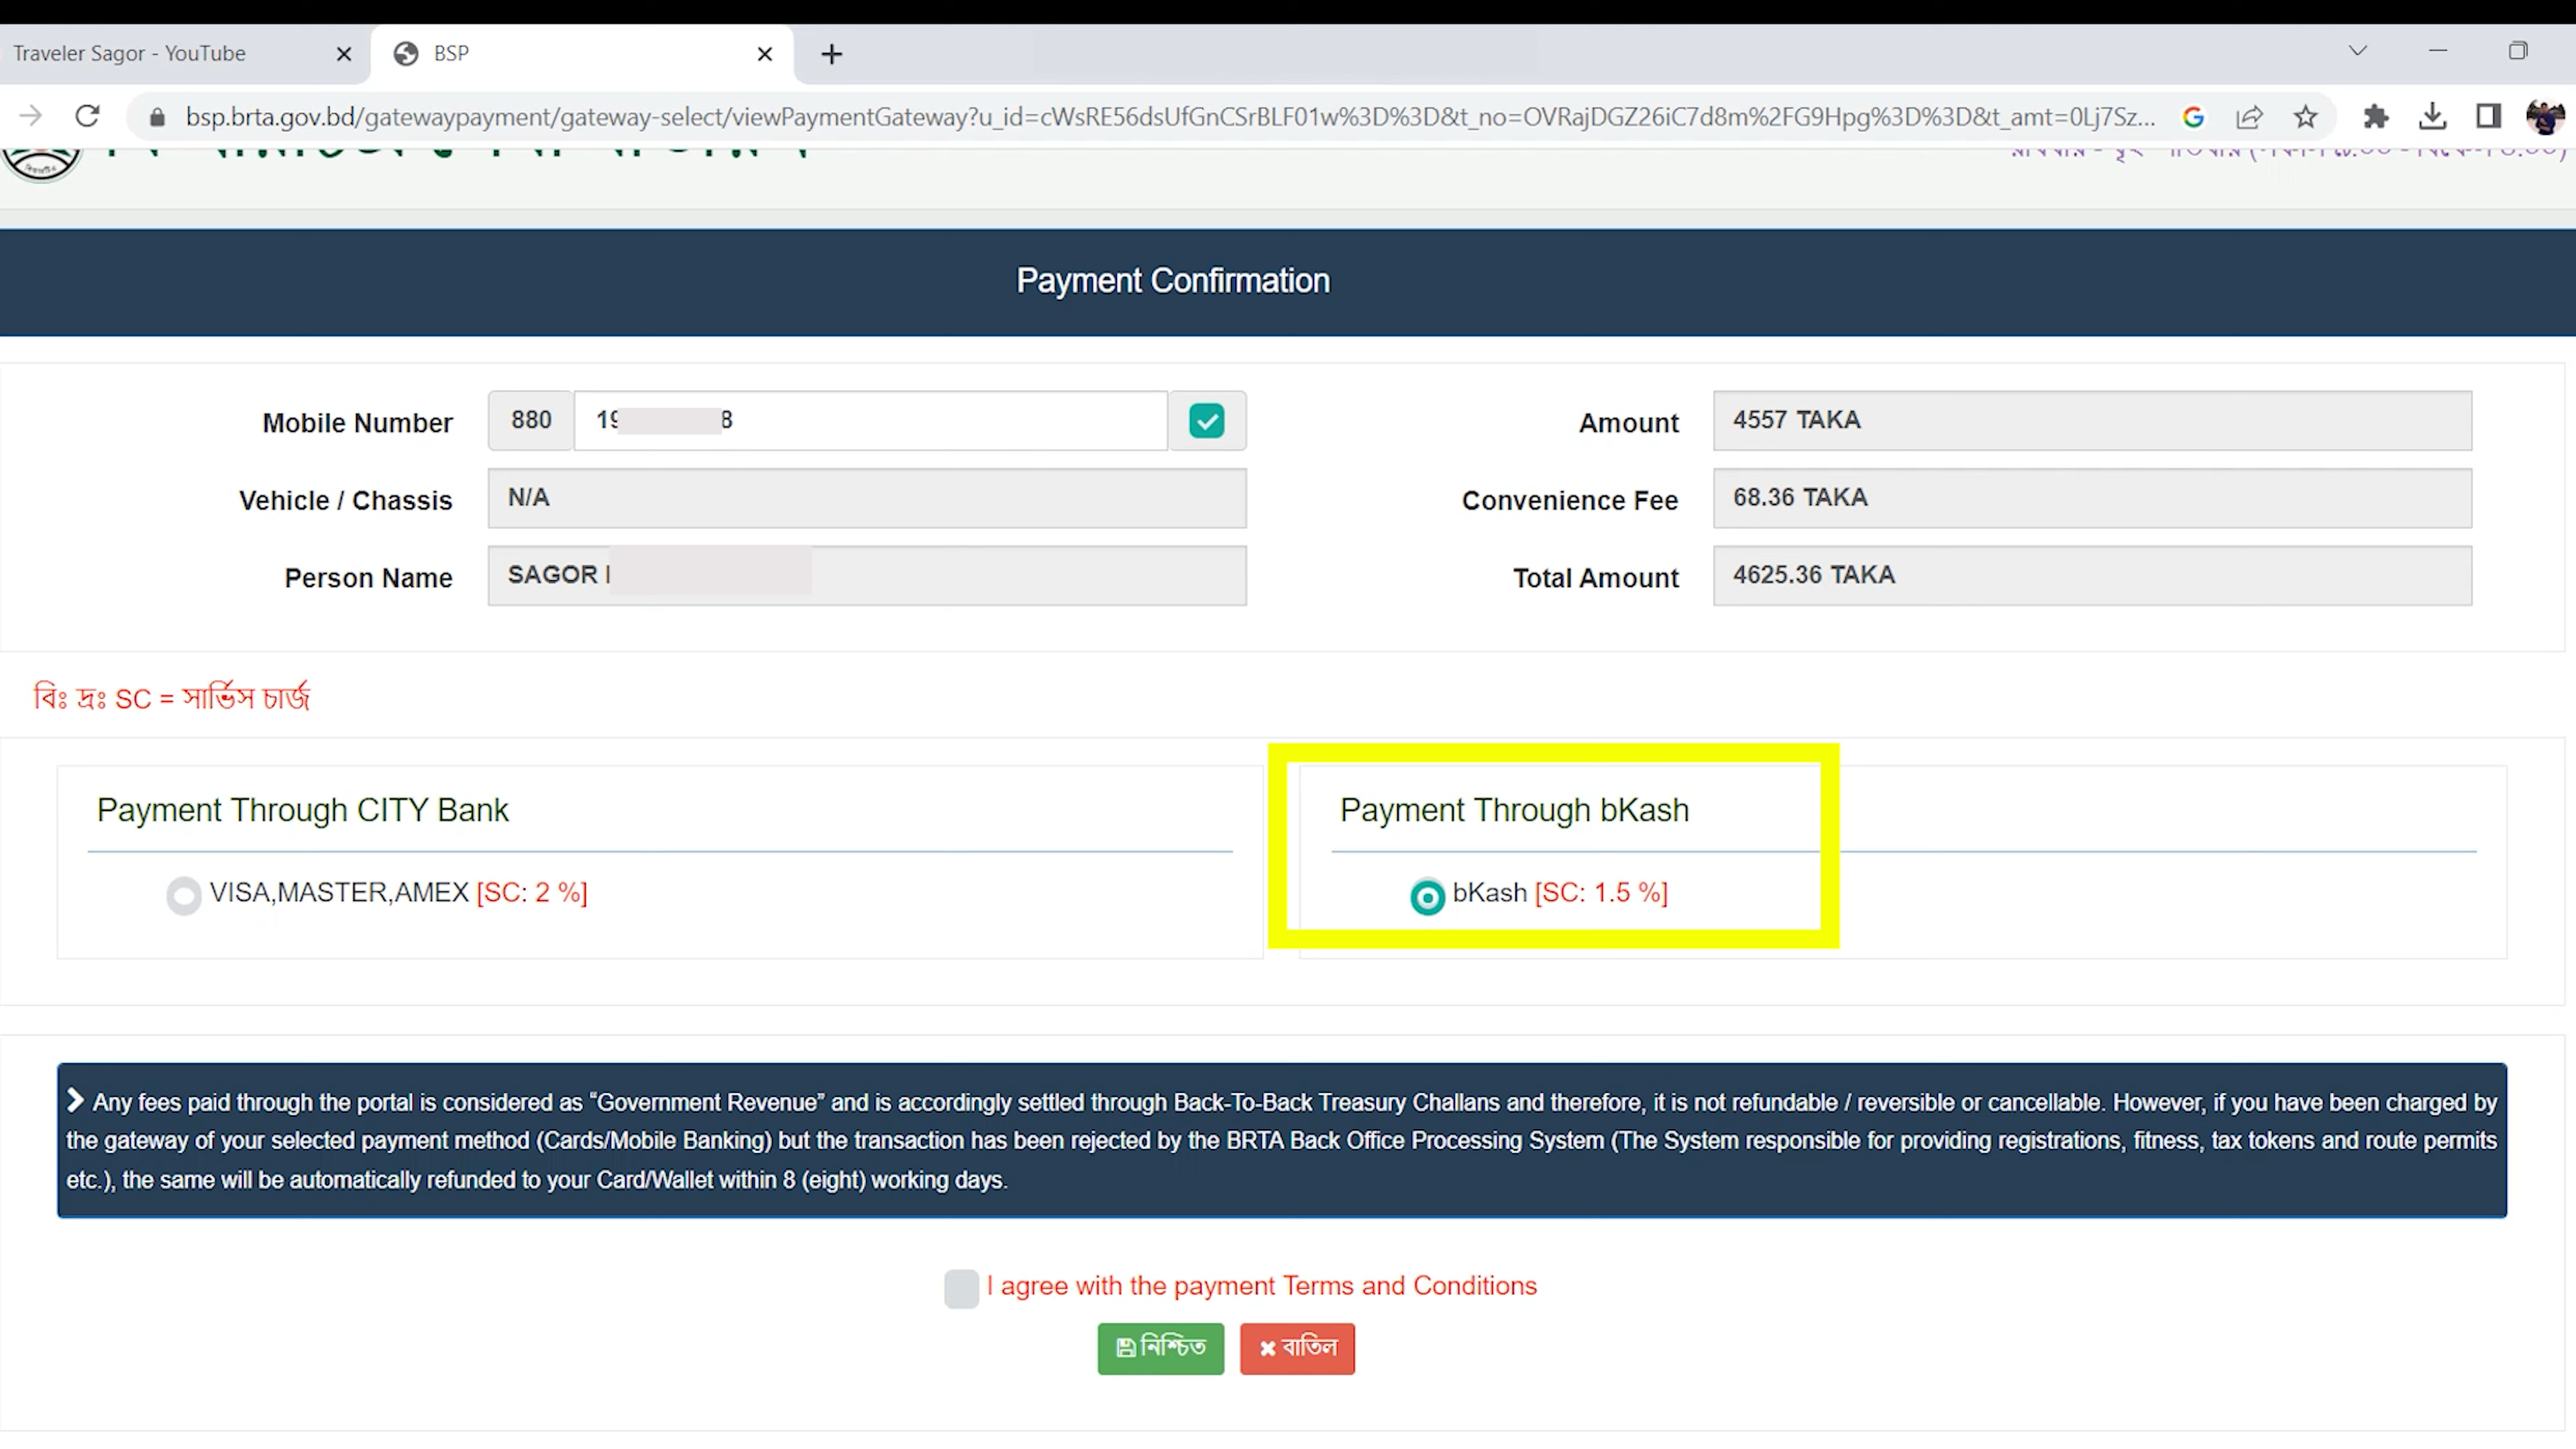 Traveler Sagor - YouTube
BSP
bsp.brta.gov.bd/gatewaypayment/gateway-select/viewPaymentGateway?u_id=cWsRE56dsUfGnCSrBLF01w%3D%3D&t_no=OVRajDGZ26iC7d8m%2FG9Hpg%3D%3D&t_amt=0Lj7Sz...
Payment Confirmation
Mobile Number 880 19 8
Amount 4557 TAKA
Vehicle / Chassis N/A
Convenience Fee 68.36 TAKA
Person Name SAGOR
Total Amount 4625.36 TAKA
বিঃ দ্রঃ SC = সার্ভিস চার্জ
Payment Through CITY Bank
VISA,MASTER,AMEX [SC: 2 %]
Payment Through bKash
bKash [SC: 1.5 %]
Any fees paid through the portal is considered as “Government Revenue” and is accordingly settled through Back-To-Back Treasury Challans and therefore, it is not refundable / reversible or cancellable. However, if you have been charged by
the gateway of your selected payment method (Cards/Mobile Banking) but the transaction has been rejected by the BRTA Back Office Processing System (The System responsible for providing registrations, fitness, tax tokens and route permits
etc.), the same will be automatically refunded to your Card/Wallet within 8 (eight) working days.
I agree with the payment Terms and Conditions
নিশ্চিত
বাতিল